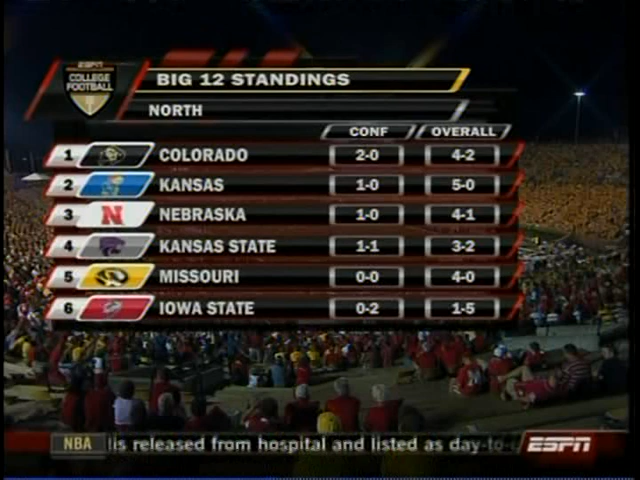 ESPN
COLLEGE
FOOTBALL
BIG 12 STANDINGS
NORTH
CONF OVERALL
1 COLORADO 2-0 4-2
2 KANSAS 1-0 5-0
3 N NEBRASKA 1-0 4-1
4 KANSAS STATE 1-1 3-2
5 MISSOURI 0-0 4-0
6 IOWA STATE 0-2 1-5
NBA is released from hospital and listed as day-to- ESPN